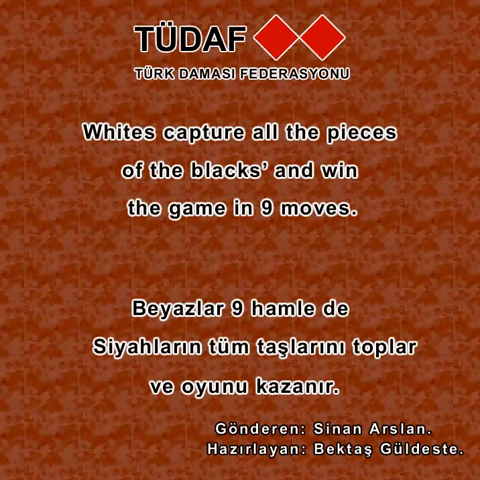 TÜDAF
TÜRK DAMASI FEDERASYONU
Whites capture all the pieces
of the blacks’ and win
the game in 9 moves.
Beyazlar 9 hamle de
Siyahların tüm taşlarını toplar
ve oyunu kazanır.
Gönderen: Sinan Arslan.
Hazırlayan: Bektaş Güldeste.